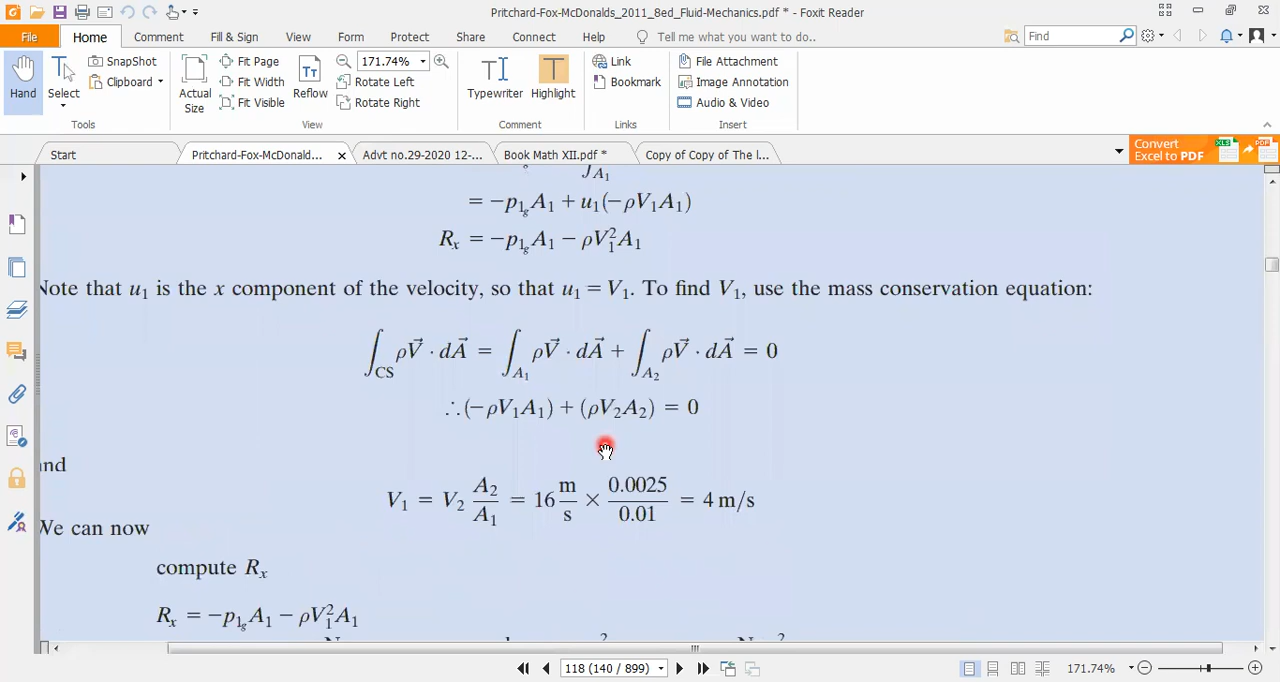 Pritchard-Fox-McDonalds_2011_8ed_Fluid-Mechanics.pdf * - Foxit Reader
File Home Comment Fill & Sign View Form Protect Share Connect Help Tell me what you want to do.. Find
Hand
Select
SnapShot
Clipboard
Tools
Actual Size
Fit Page
Fit Width
Fit Visible
Reflow
171.74%
Rotate Left
Rotate Right
View
Typewriter
Highlight
Comment
Link
Bookmark
Links
File Attachment
Image Annotation
Audio & Video
Insert
Start Pritchard-Fox-McDonald... Advt no.29-2020 12-... Book Math XII.pdf * Copy of Copy of The l...
Convert Excel to PDF
∫A₁
= −p₁g A₁ + u₁(−ρV₁A₁)
Rₓ = −p₁g A₁ − ρV₁²A₁
Note that u₁ is the x component of the velocity, so that u₁ = V₁. To find V₁, use the mass conservation equation:
∫CS ρV⃗ · dA⃗ = ∫A₁ ρV⃗ · dA⃗ + ∫A₂ ρV⃗ · dA⃗ = 0
∴ (−ρV₁A₁) + (ρV₂A₂) = 0
and
V₁ = V₂ A₂/A₁ = 16 m/s × 0.0025/0.01 = 4 m/s
We can now
compute Rₓ
Rₓ = −p₁g A₁ − ρV₁²A₁
118 (140 / 899) 171.74%